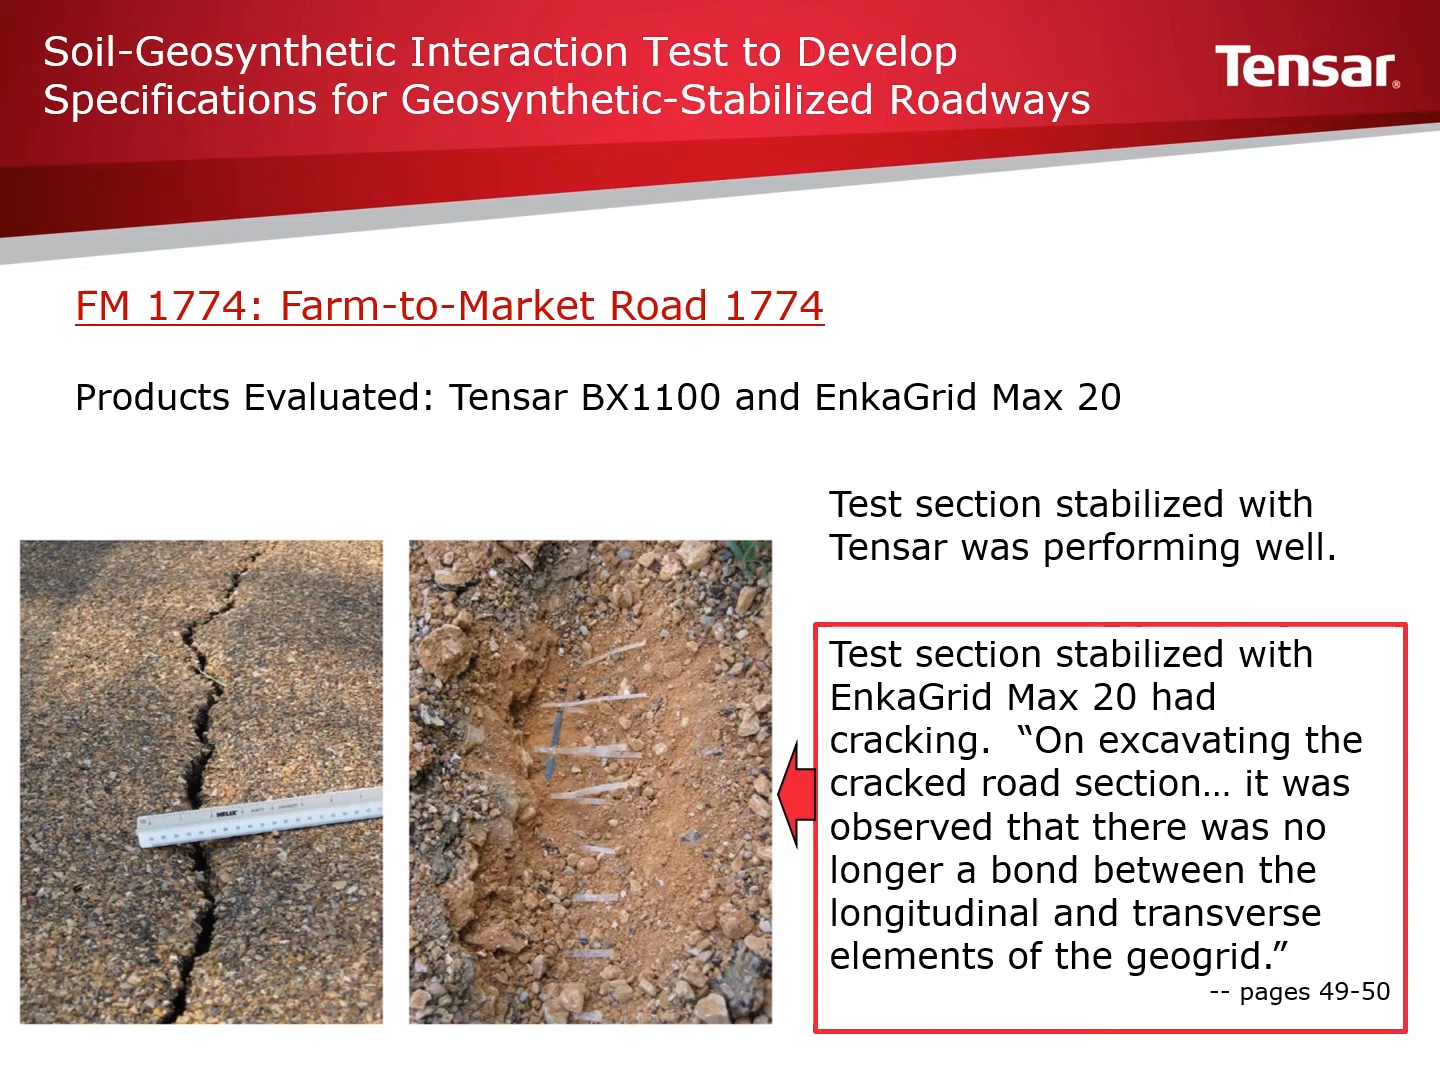 Soil-Geosynthetic Interaction Test to Develop
Specifications for Geosynthetic-Stabilized Roadways
Tensar®
FM 1774: Farm-to-Market Road 1774
Products Evaluated: Tensar BX1100 and EnkaGrid Max 20
Test section stabilized with
Tensar was performing well.
Test section stabilized with
EnkaGrid Max 20 had
cracking.  “On excavating the
cracked road section… it was
observed that there was no
longer a bond between the
longitudinal and transverse
elements of the geogrid.”
-- pages 49-50
HELIX